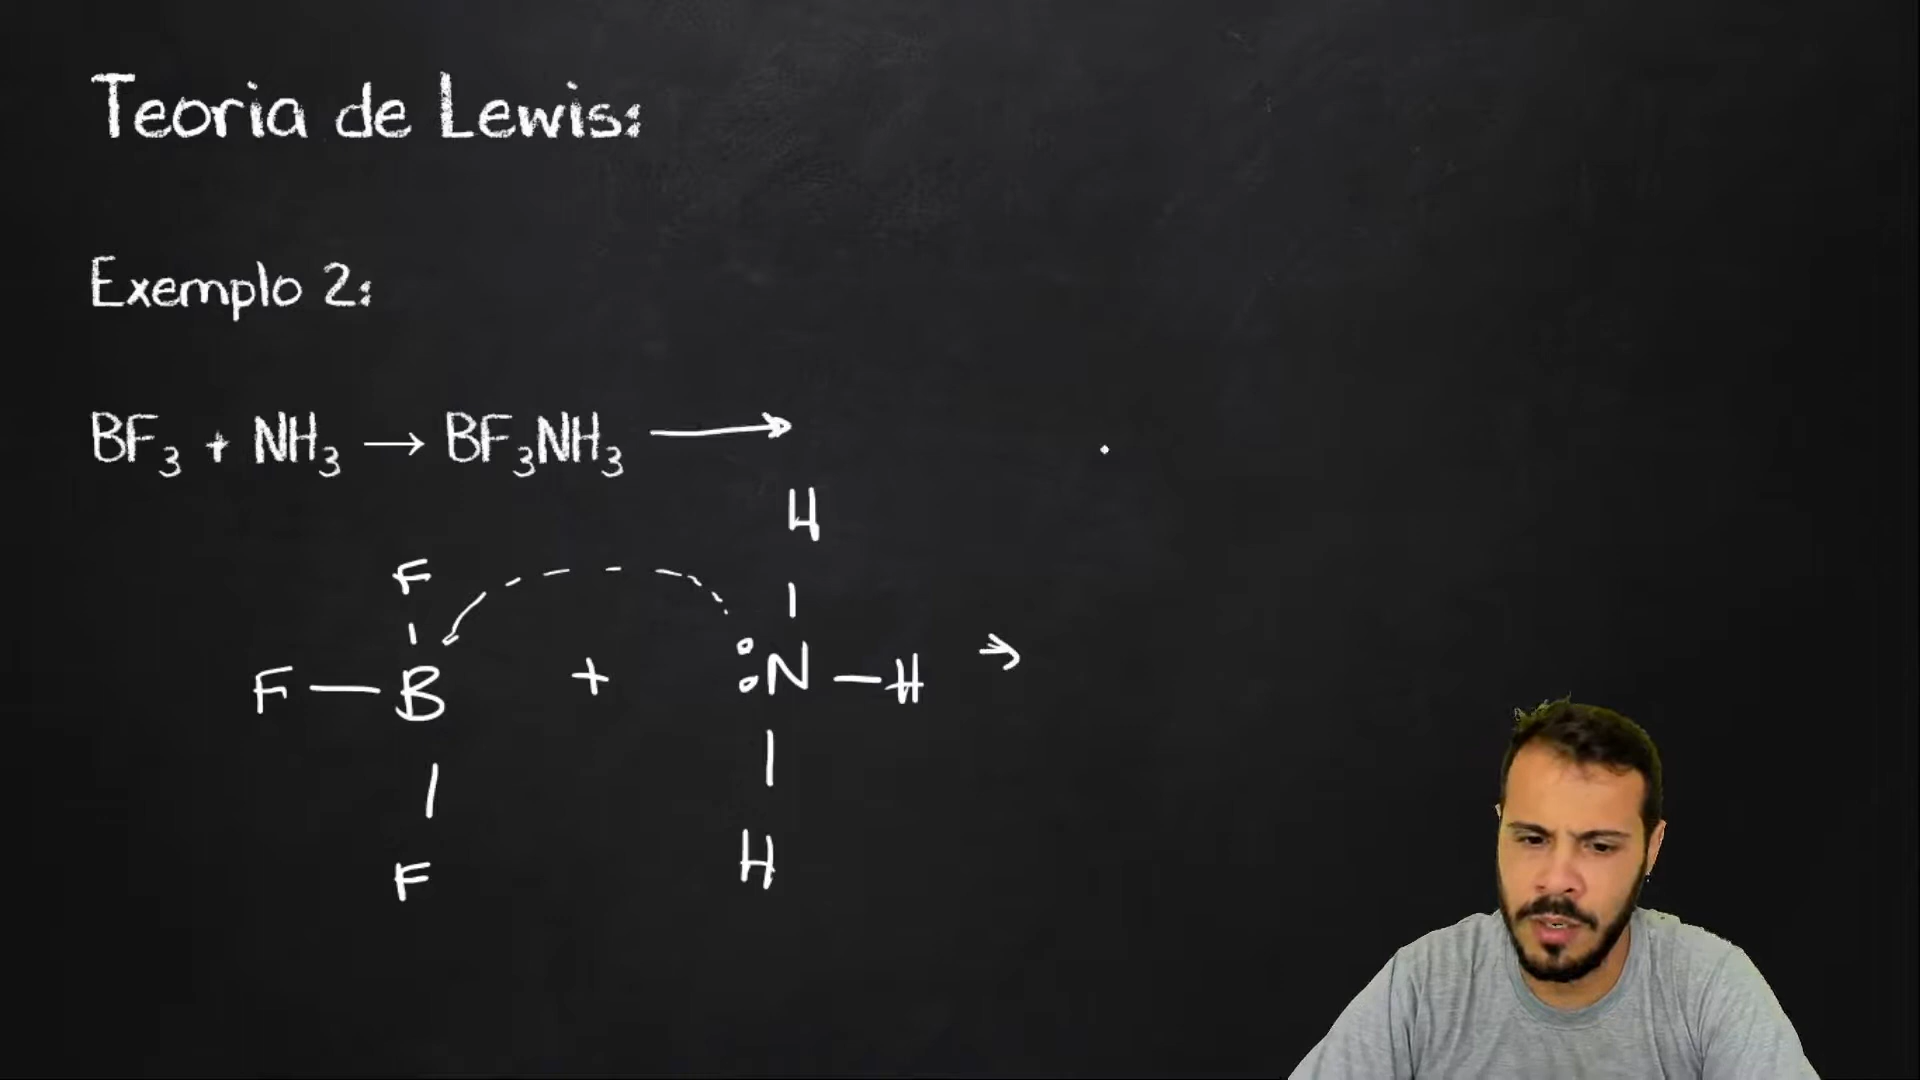 Teoria de Lewis:
Exemplo 2:
BF₃ + NH₃ → BF₃NH₃ →
H
F
F — B + :N — H →
F
H